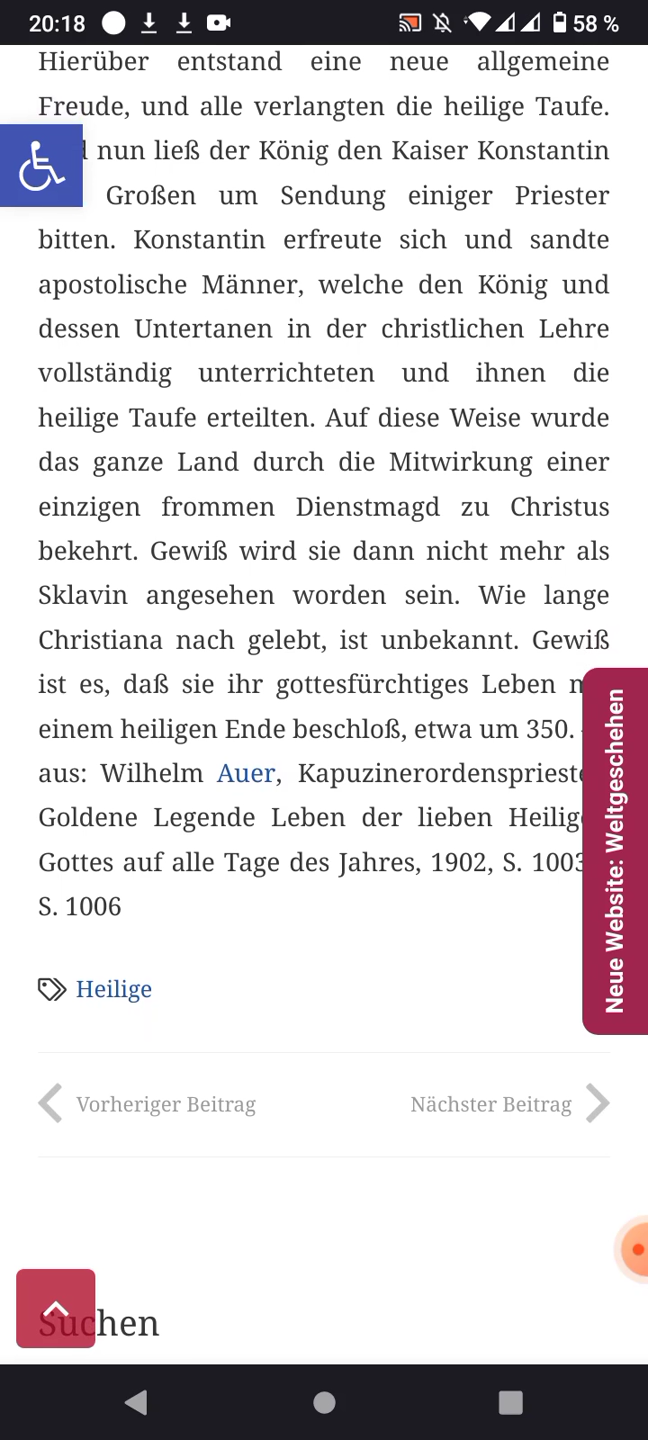 20:18
58 %
Hierüber entstand eine neue allgemeine
Freude, und alle verlangten die heilige Taufe.
nun ließ der König den Kaiser Konstantin
Großen um Sendung einiger Priester
bitten. Konstantin erfreute sich und sandte
apostolische Männer, welche den König und
dessen Untertanen in der christlichen Lehre
vollständig unterrichteten und ihnen die
heilige Taufe erteilten. Auf diese Weise wurde
das ganze Land durch die Mitwirkung einer
einzigen frommen Dienstmagd zu Christus
bekehrt. Gewiß wird sie dann nicht mehr als
Sklavin angesehen worden sein. Wie lange
Christiana nach gelebt, ist unbekannt. Gewiß
ist es, daß sie ihr gottesfürchtiges Leben
einem heiligen Ende beschloß, etwa um 350.
aus: Wilhelm Auer,
Goldene Legende Leben der lieben
Gottes auf alle Tage des Jahres, 1902, S. 1003
S. 1006
Heilige
Vorheriger Beitrag
Nächster Beitrag
Neue Website: Weltgeschehen
Suchen